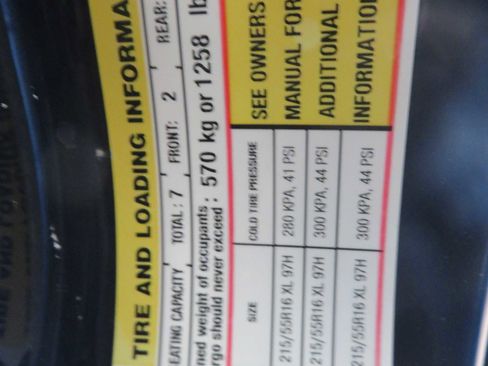 TIRE AND LOADING INFORMA
EATING CAPACITY TOTAL: 7 FRONT: 2 REAR:
ned weight of occupants
rgo should never exceed: 570 kg or 1258 lb
SIZE COLD TIRE PRESSURE SEE OWNERS
215/55R16 XL 97H 280 KPA, 41 PSI MANUAL FOR
215/55R16 XL 97H 300 KPA, 44 PSI ADDITIONAL
215/55R16 XL 97H 300 KPA, 44 PSI INFORMATION